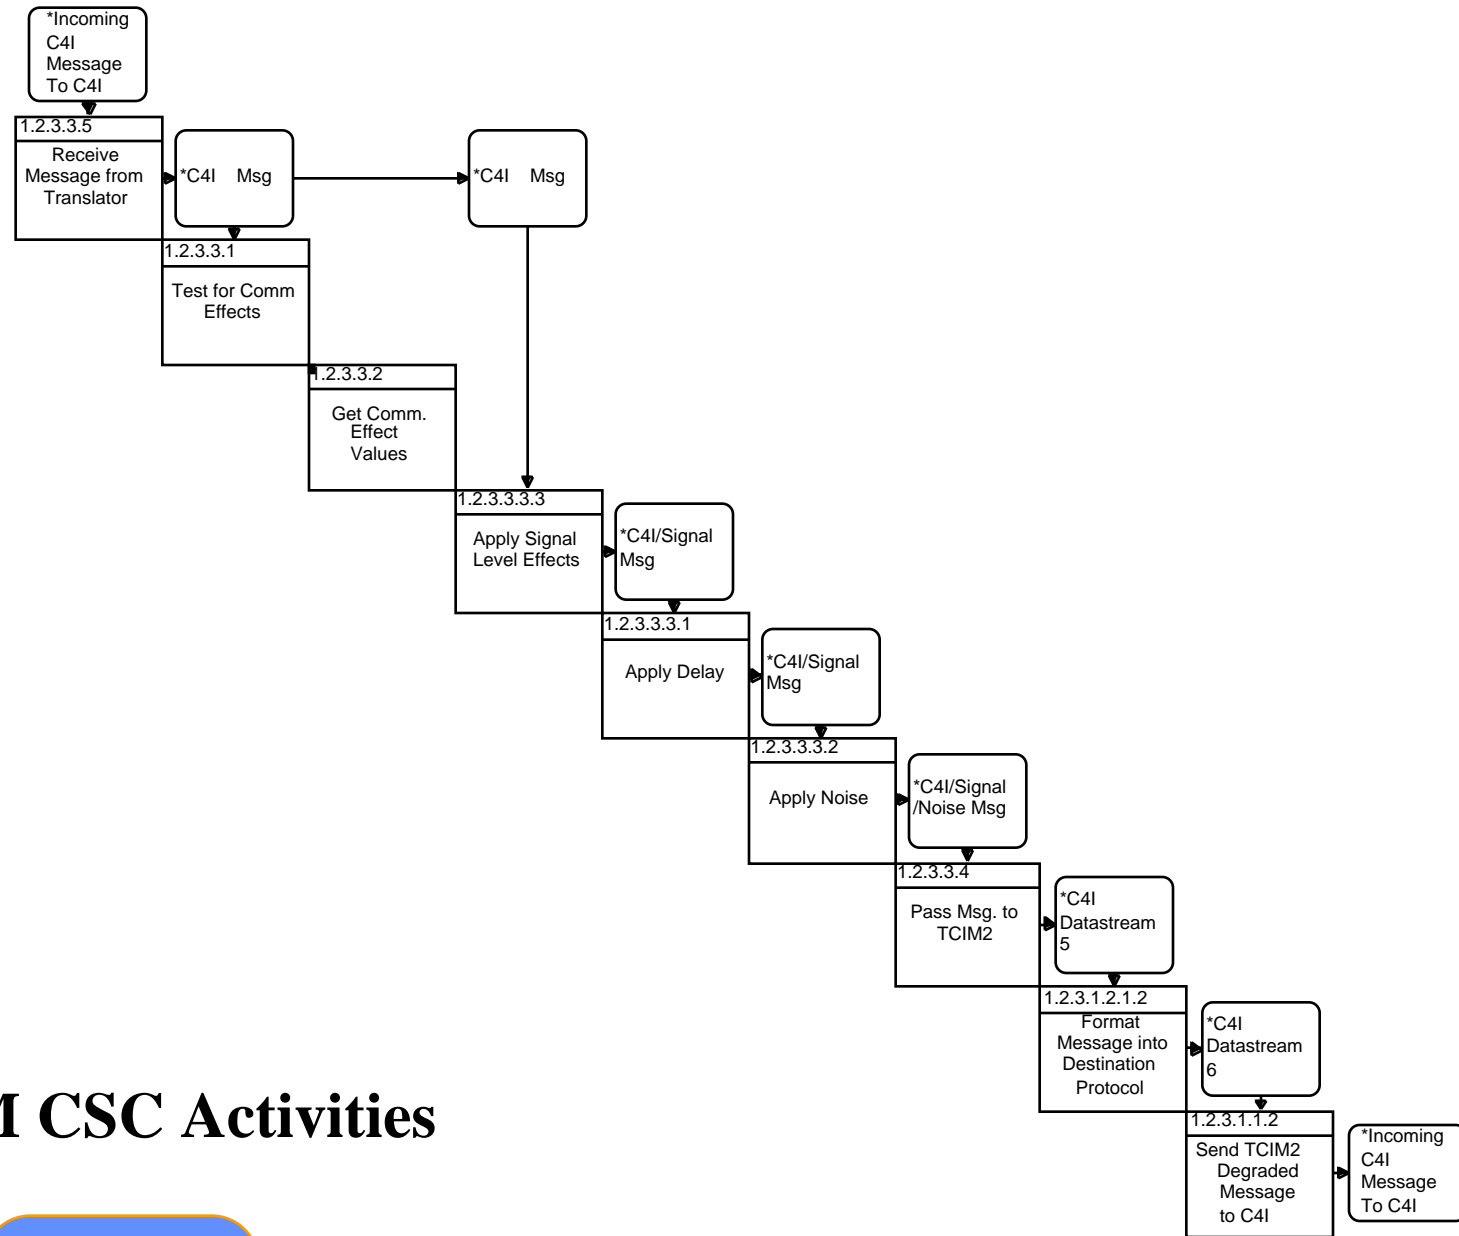 *Incoming
C4I
Message
To C4I
1.2.3.3.5
Receive
Message from
Translator
*C4I Msg
*C4I Msg
1.2.3.3.1
Test for Comm
Effects
1.2.3.3.2
Get Comm.
Effect
Values
1.2.3.3.3.3
Apply Signal
Level Effects
*C4I/Signal
Msg
1.2.3.3.3.1
Apply Delay
*C4I/Signal
Msg
1.2.3.3.3.2
Apply Noise
*C4I/Signal
/Noise Msg
1.2.3.3.4
Pass Msg. to
TCIM2
*C4I
Datastream
5
1.2.3.1.2.1.2
Format
Message into
Destination
Protocol
*C4I
Datastream
6
1.2.3.1.1.2
Send TCIM2
Degraded
Message
to C4I
*Incoming
C4I
Message
To C4I
CSC Activities